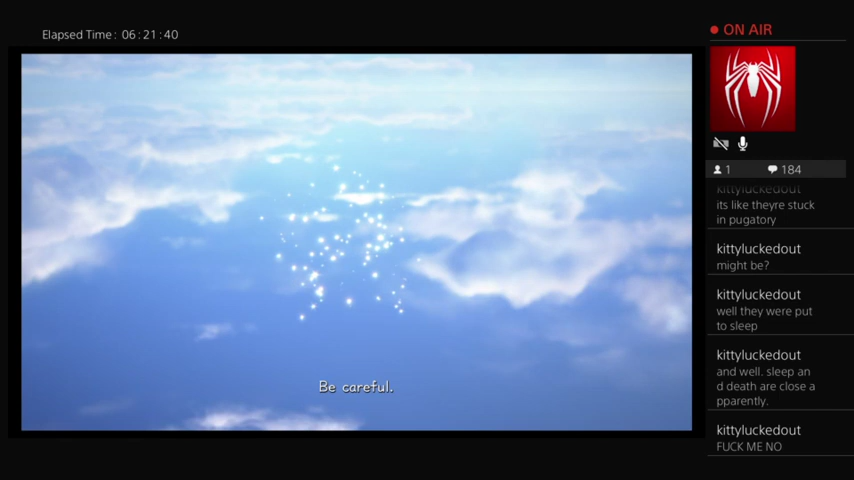 Elapsed Time: 06:21:40
ON AIR
1 184
kittyluckedout
its like theyre stuck
in pugatory
kittyluckedout
might be?
kittyluckedout
well they were put
to sleep
kittyluckedout
and well. sleep an
d death are close a
pparently.
kittyluckedout
FUCK ME NO
Be careful.